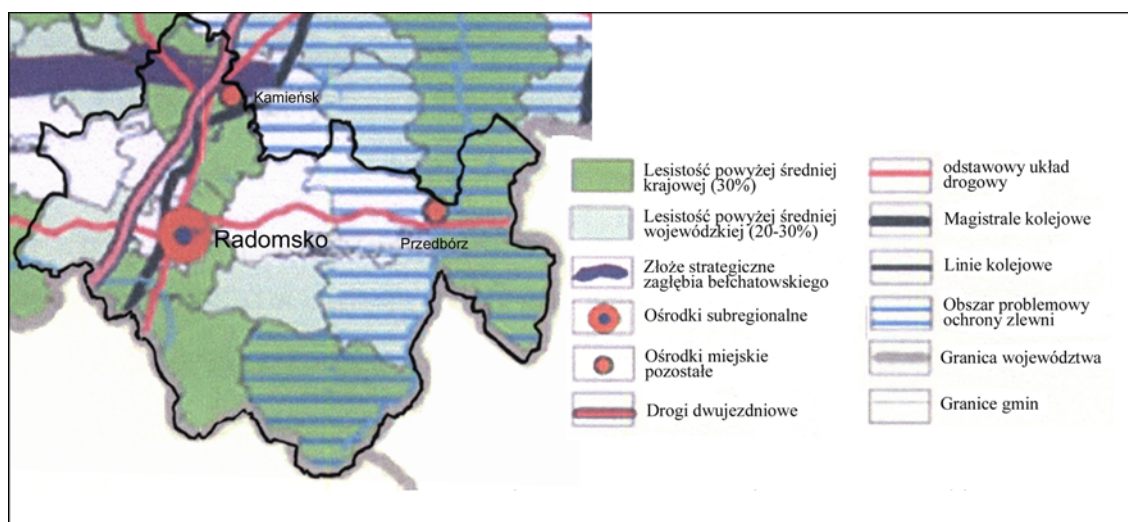 Kamieńsk
Radomsko
Przedbórz
Lesistość powyżej średniej
krajowej (30%)
Lesistość powyżej średniej
wojewódzkiej (20-30%)
Złoże strategiczne
zagłębia bełchatowskiego
Ośrodki subregionalne
Ośrodki miejskie
pozostałe
Drogi dwujezdniowe
odstawowy układ
drogowy
Magistrale kolejowe
Linie kolejowe
Obszar problemowy
ochrony zlewni
Granica województwa
Granice gmin